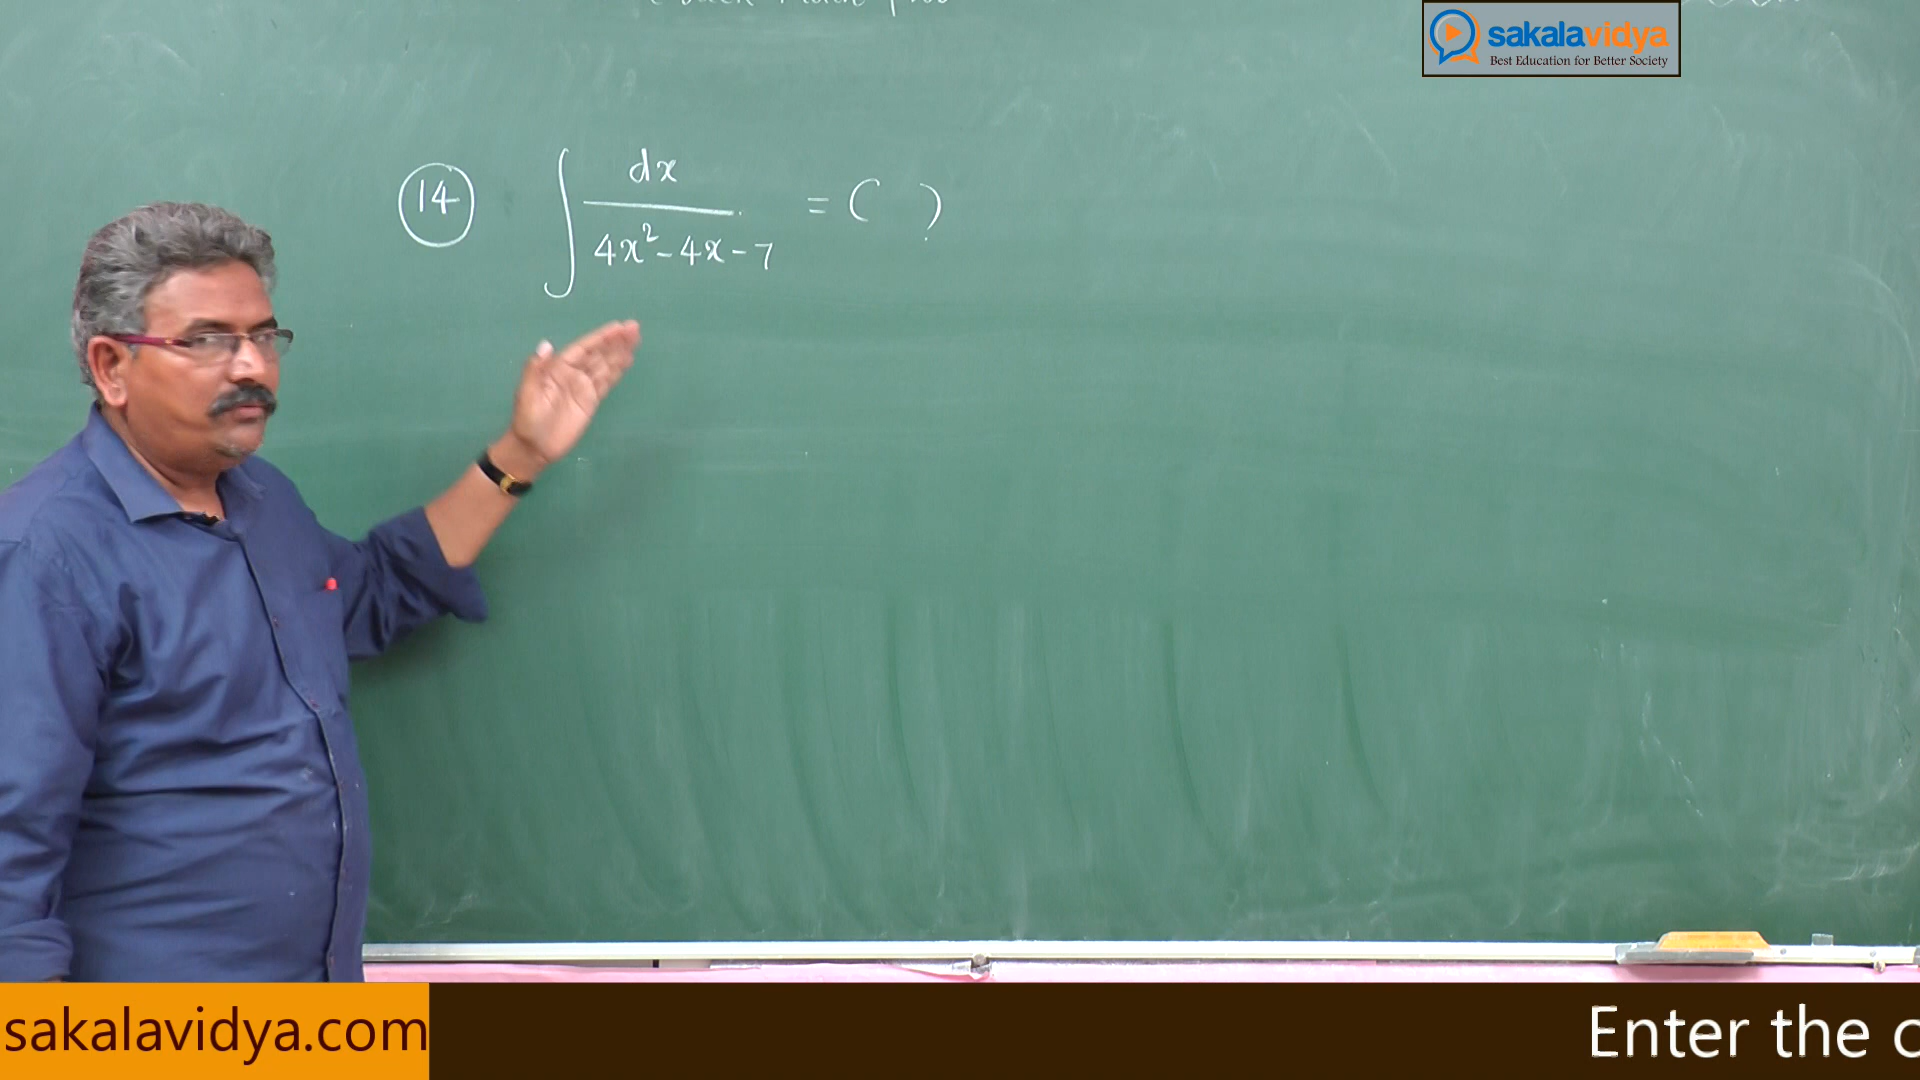 sakalavidya
Best Education for Better Society
14 ∫ dx / (4x² - 4x - 7) = ( ?)
sakalavidya.com
Enter the